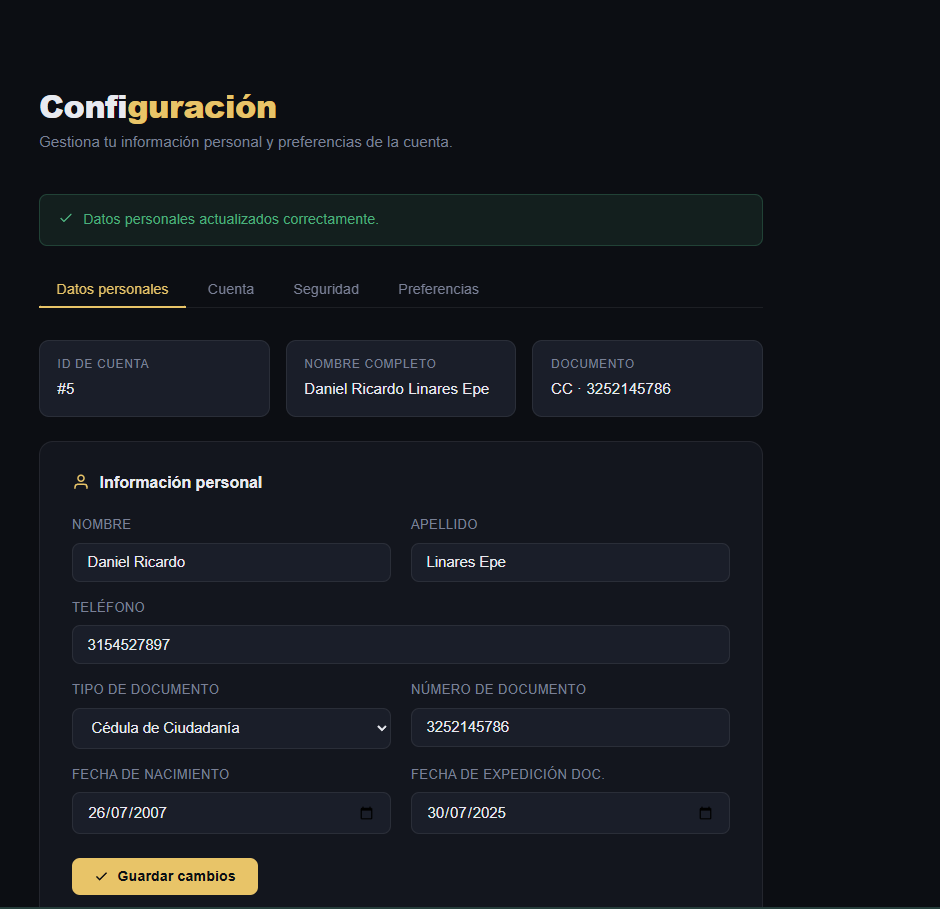 Configuración
Gestiona tu información personal y preferencias de la cuenta.
Datos personales actualizados correctamente.
Datos personales Cuenta Seguridad Preferencias
ID DE CUENTA NOMBRE COMPLETO DOCUMENTO
#5 Daniel Ricardo Linares Epe CC · 3252145786
Información personal
NOMBRE APELLIDO
Daniel Ricardo Linares Epe
TELÉFONO
3154527897
TIPO DE DOCUMENTO NÚMERO DE DOCUMENTO
Cédula de Ciudadanía 3252145786
FECHA DE NACIMIENTO FECHA DE EXPEDICIÓN DOC.
26/07/2007 30/07/2025
Guardar cambios